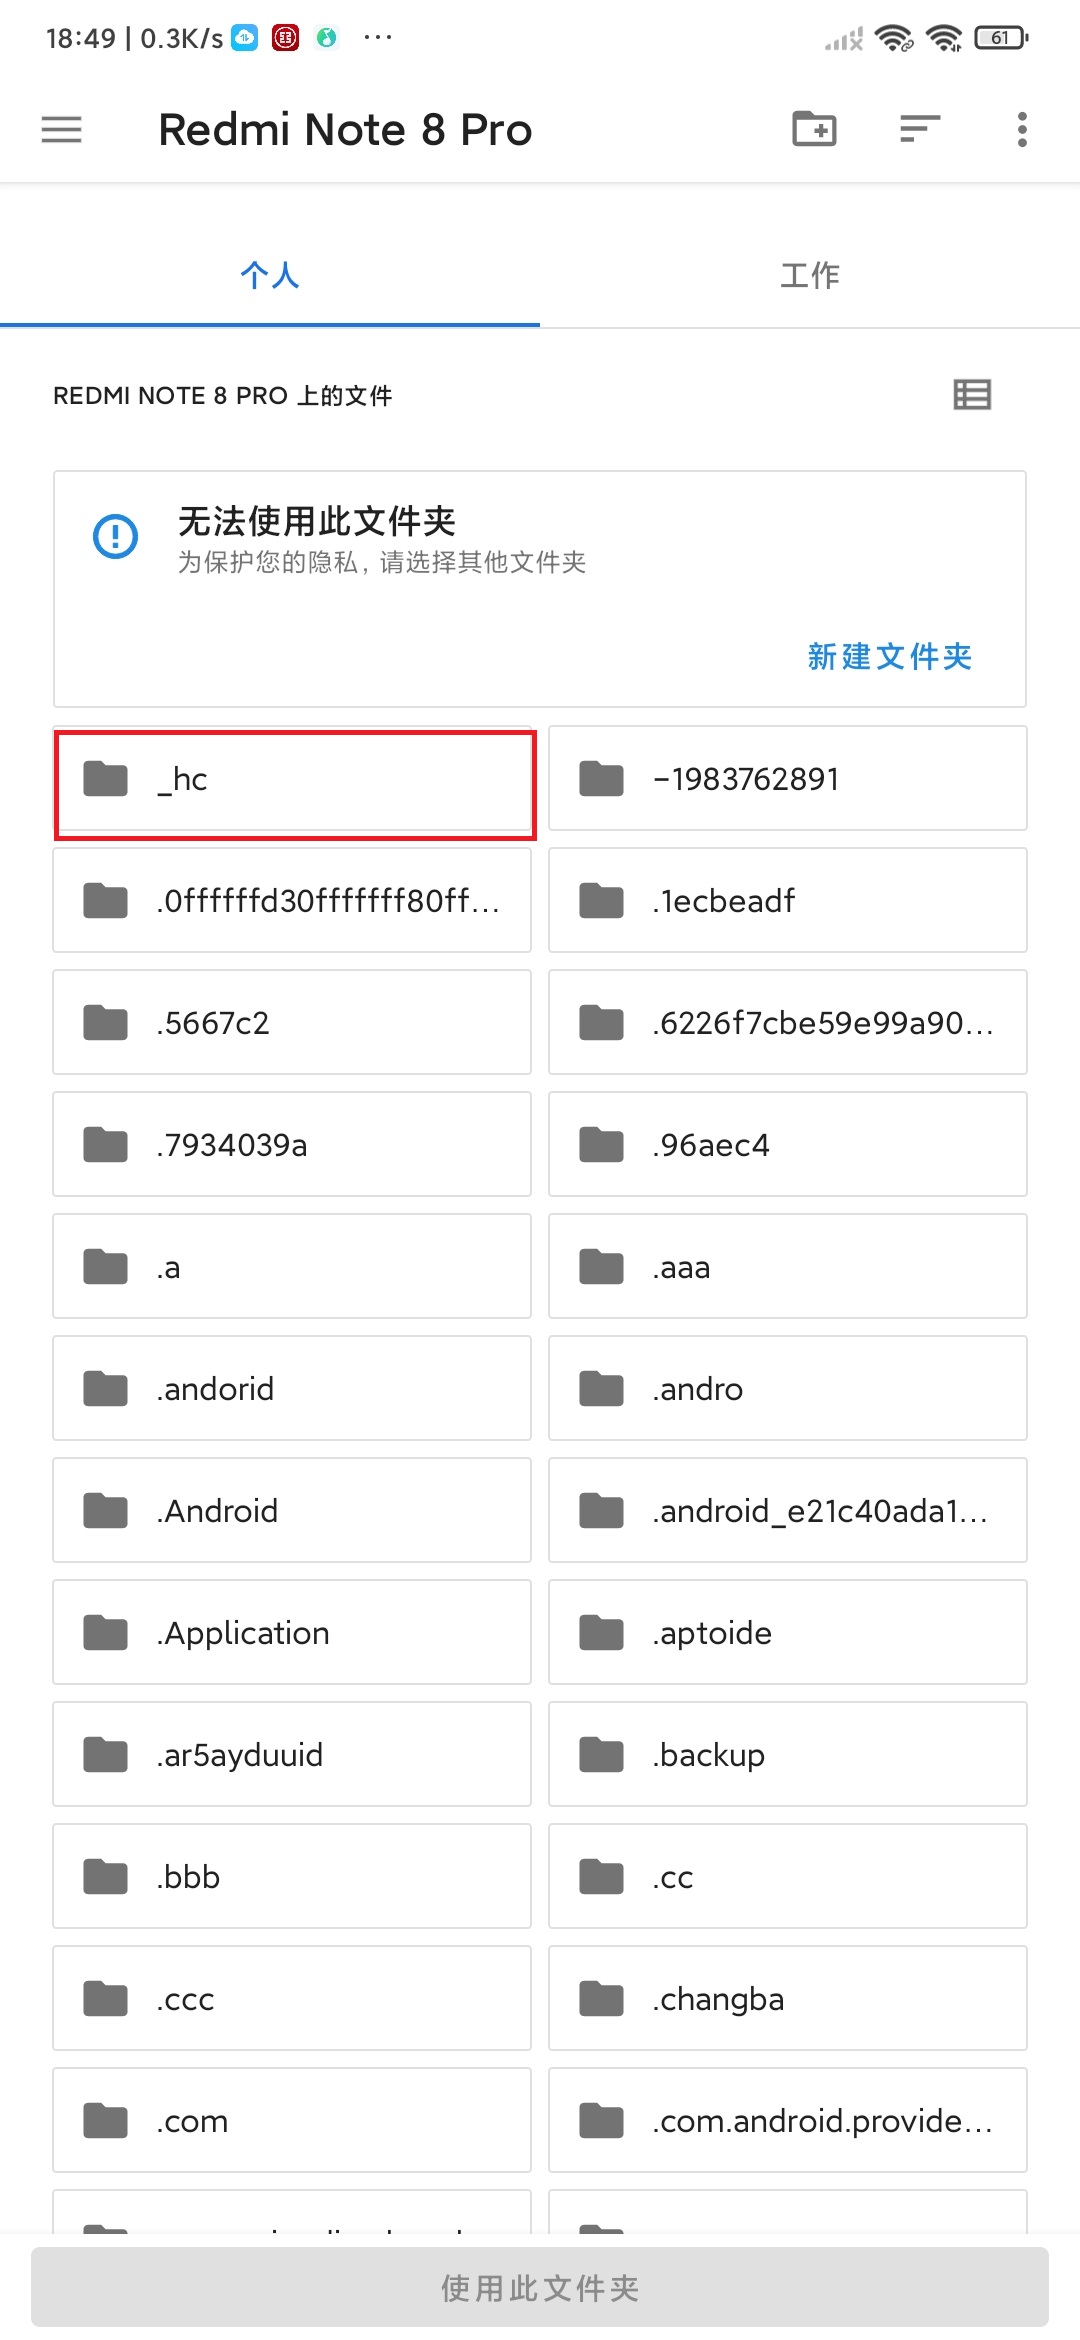 18:49 | 0.3K/s ...
61
Redmi Note 8 Pro
个人
工作
REDMI NOTE 8 PRO 上的文件
无法使用此文件夹
为保护您的隐私，请选择其他文件夹
新建文件夹
_hc
-1983762891
.0ffffffd30fffffff80ff...
.1ecbeadf
.5667c2
.6226f7cbe59e99a90...
.7934039a
.96aec4
.a
.aaa
.andorid
.andro
.Android
.android_e21c40ada1...
.Application
.aptoide
.ar5ayduuid
.backup
.bbb
.cc
.ccc
.changba
.com
.com.android.provide...
使用此文件夹